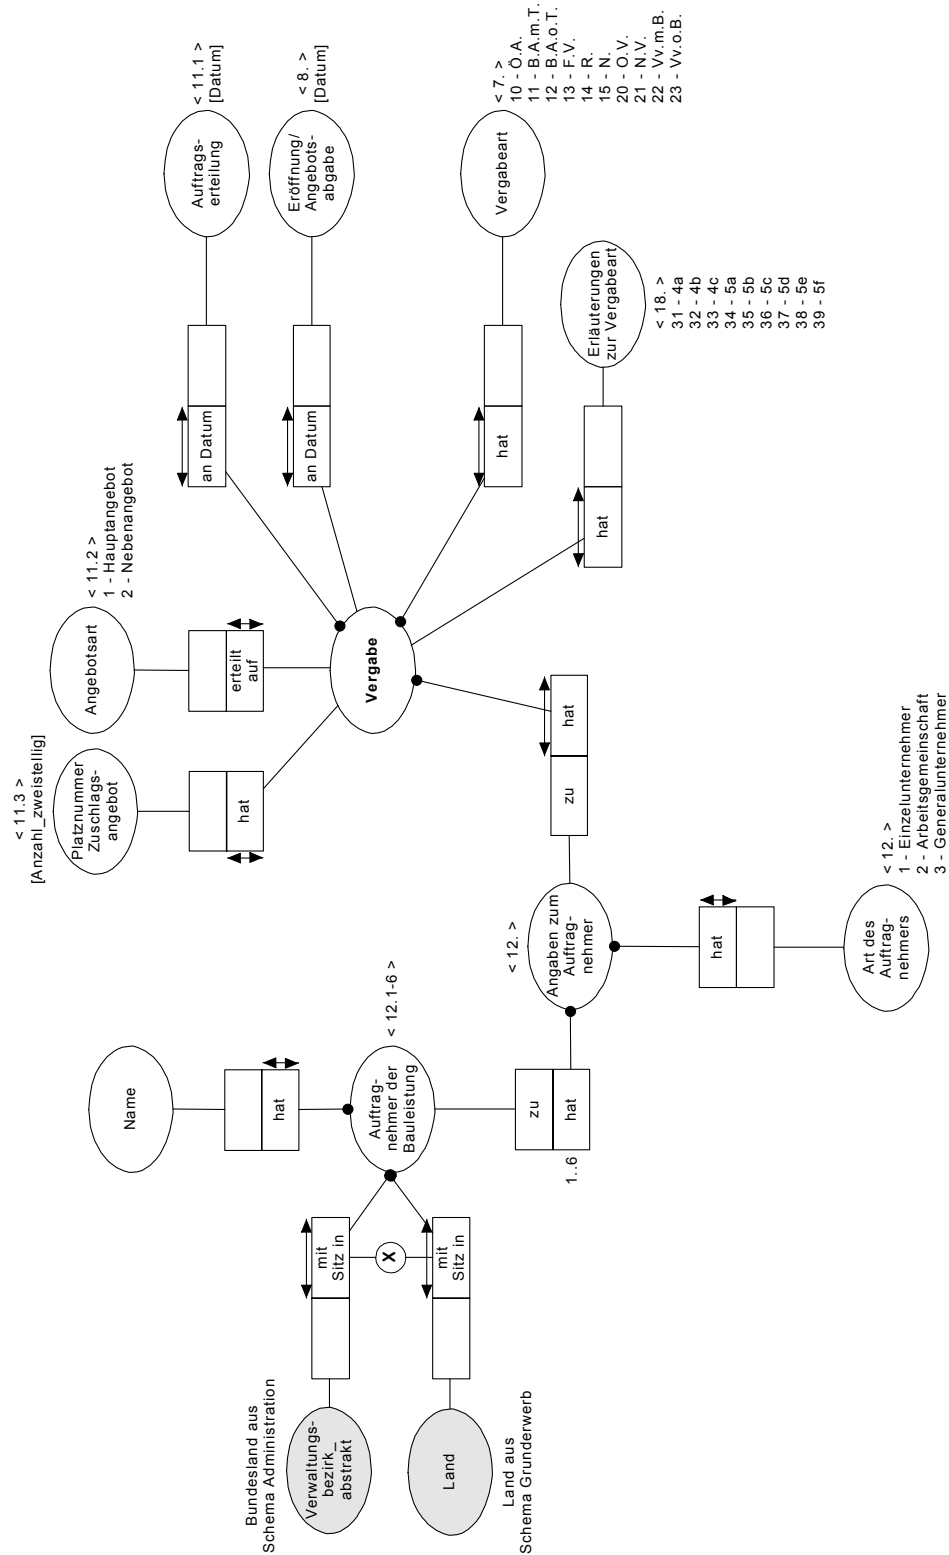 < 11.3 >
[Anzahl_zweistellig]
Platznummer
Zuschlags-
angebot
hat
Angebotsart
< 11.2 >
1 - Hauptangebot
2 - Nebenangebot
erteilt
auf
Auftrags-
erteilung
< 11.1 >
[Datum]
an Datum
Eröffnung/
Angebots-
abgabe
< 8. >
[Datum]
an Datum
Vergabeart
< 7. >
10 - Ö.A.
11 - B.A.m.T.
12 - B.A.o.T.
13 - F.V.
14 - R.
15 - N.
20 - O.V.
21 - N.V.
22 - Vv.m.B.
23 - Vv.o.B.
hat
Erläuterungen
zur Vergabeart
< 18. >
31 - 4a
32 - 4b
33 - 4c
34 - 5a
35 - 5b
36 - 5c
37 - 5d
38 - 5e
39 - 5f
hat
Vergabe
zu
hat
< 12. >
Angaben zum
Auftrag-
nehmer
hat
Art des
Auftrag-
nehmers
< 12. >
1 - Einzelunternehmer
2 - Arbeitsgemeinschaft
3 - Generalunternehmer
Name
hat
Auftrag-
nehmer der
Bauleistung
< 12.1-6 >
zu
hat
1..6
Bundesland aus
Schema Administration
Verwaltungs-
bezirk_
abstrakt
mit
Sitz in
X
Land
mit
Sitz in
Land aus
Schema Grunderwerb